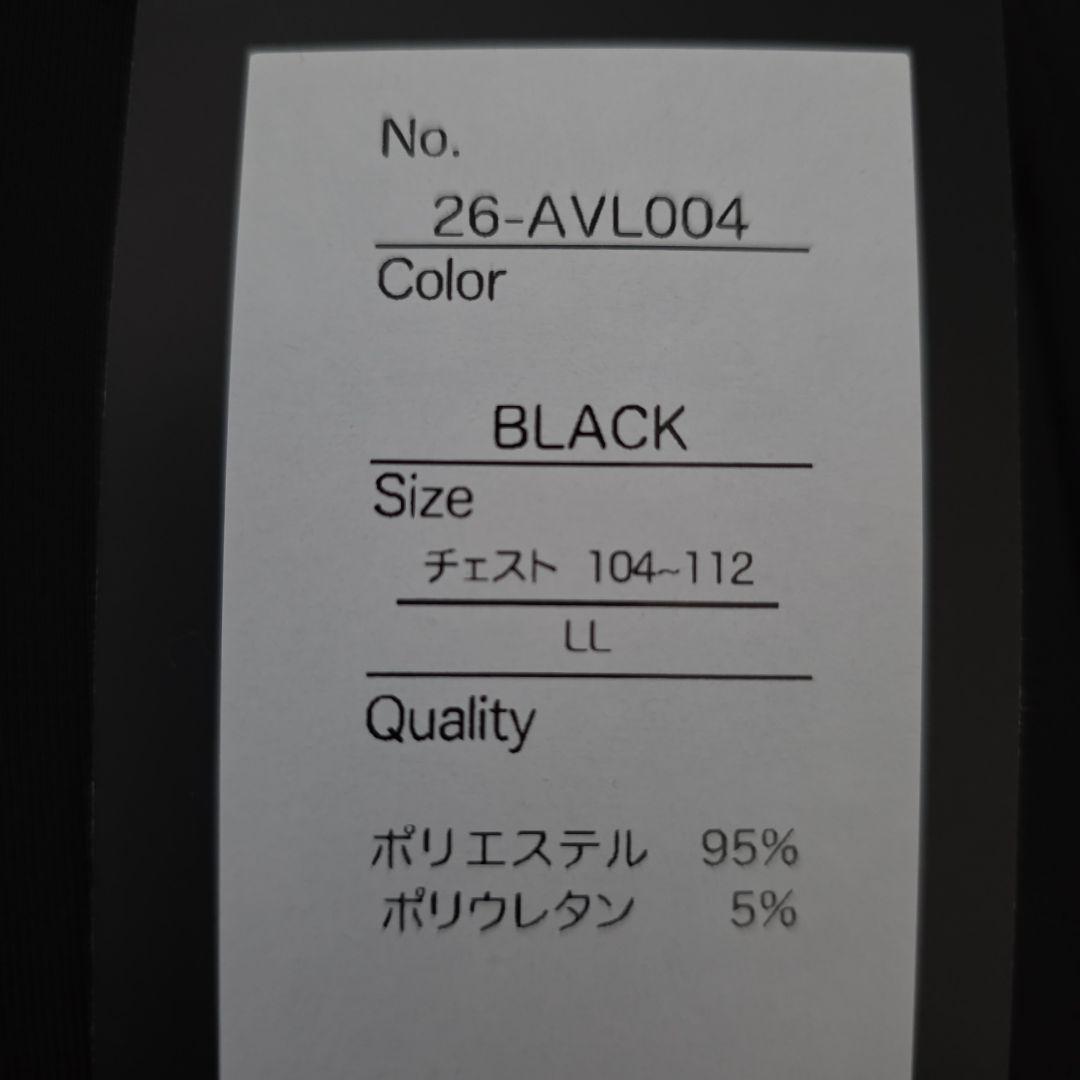 No.
26-AVL004
Color
BLACK
Size
チェスト 104~112
LL
Quality
ポリエステル 95%
ポリウレタン 5%